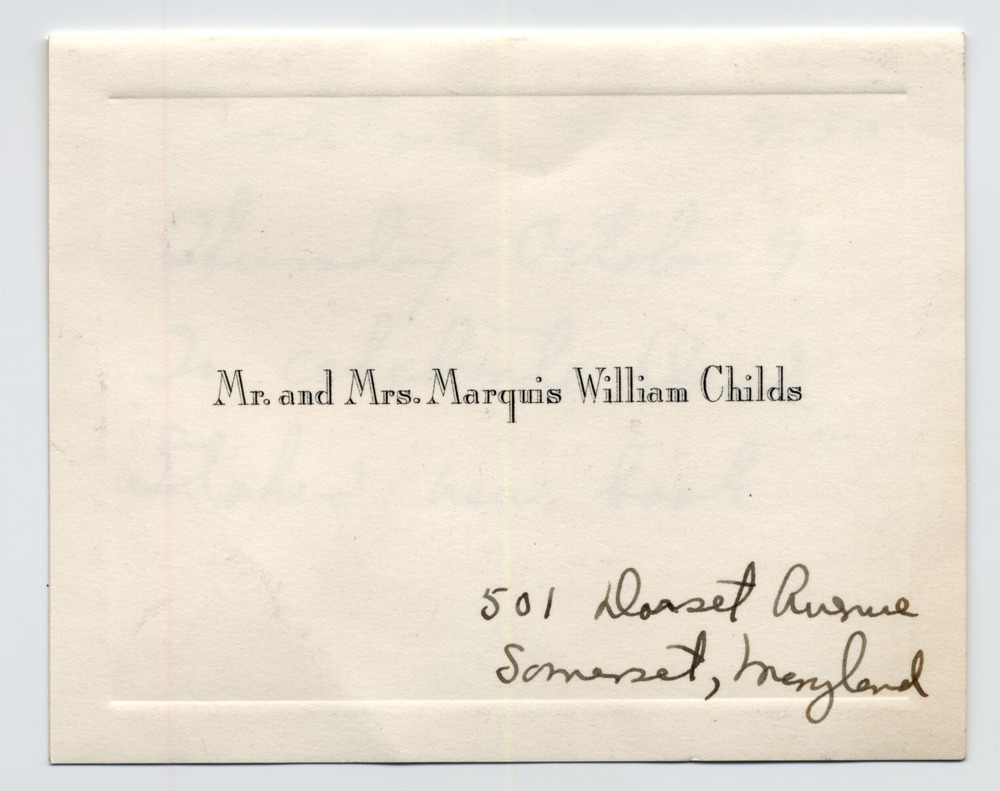 Mr. and Mrs. Marquis William Childs
501 Dorset Avenue
Somerset, Maryland